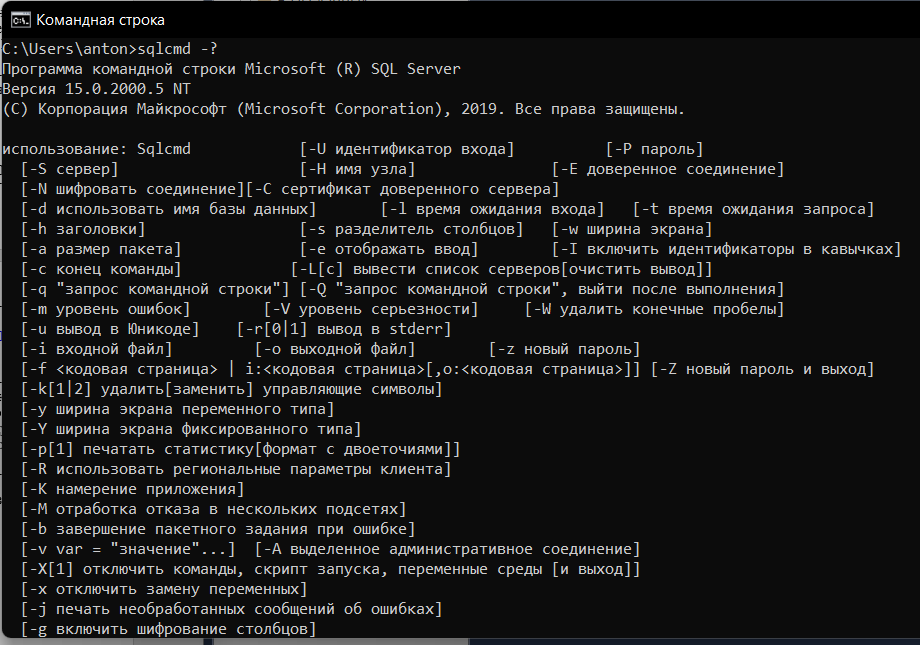 Командная строка
C:\Users\anton>sqlcmd -?
Программа командной строки Microsoft (R) SQL Server
Версия 15.0.2000.5 NT
(C) Корпорация Майкрософт (Microsoft Corporation), 2019. Все права защищены.
использование: Sqlcmd [-U идентификатор входа] [-P пароль]
[-S сервер] [-H имя узла] [-E доверенное соединение]
[-N шифровать соединение][-C сертификат доверенного сервера]
[-d использовать имя базы данных] [-l время ожидания входа] [-t время ожидания запроса]
[-h заголовки] [-s разделитель столбцов] [-w ширина экрана]
[-a размер пакета] [-e отображать ввод] [-I включить идентификаторы в кавычках]
[-c конец команды] [-L[c] вывести список серверов[очистить вывод]]
[-q "запрос командной строки"] [-Q "запрос командной строки", выйти после выполнения]
[-m уровень ошибок] [-V уровень серьезности] [-W удалить конечные пробелы]
[-u вывод в Юникоде] [-r[0|1] вывод в stderr]
[-i входной файл] [-o выходной файл] [-z новый пароль]
[-f <кодовая страница> | i:<кодовая страница>[,o:<кодовая страница>]] [-Z новый пароль и выход]
[-k[1|2] удалить[заменить] управляющие символы]
[-y ширина экрана переменного типа]
[-Y ширина экрана фиксированного типа]
[-p[1] печатать статистику[формат с двоеточиями]]
[-R использовать региональные параметры клиента]
[-K намерение приложения]
[-M отработка отказа в нескольких подсетях]
[-b завершение пакетного задания при ошибке]
[-v var = "значение"...] [-A выделенное административное соединение]
[-X[1] отключить команды, скрипт запуска, переменные среды [и выход]]
[-x отключить замену переменных]
[-j печать необработанных сообщений об ошибках]
[-g включить шифрование столбцов]